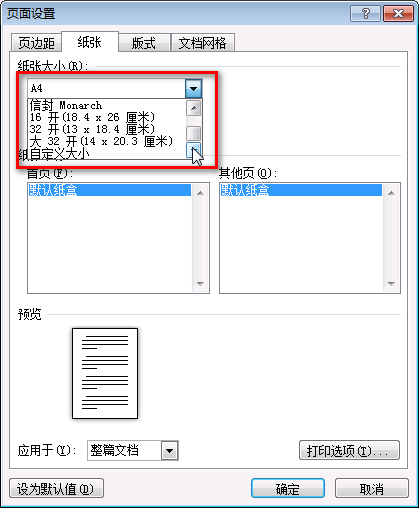 页面设置
页边距 纸张 版式 文档网格
纸张大小(R):
A4
信封 Monarch
16 开(18.4 x 26 厘米)
32 开(13 x 18.4 厘米)
大 32 开(14 x 20.3 厘米)
自定义大小
纸
首页(F): 其他页(O):
默认纸盒 默认纸盒
预览
应用于(Y): 整篇文档 打印选项(T)...
设为默认值(D) 确定 取消